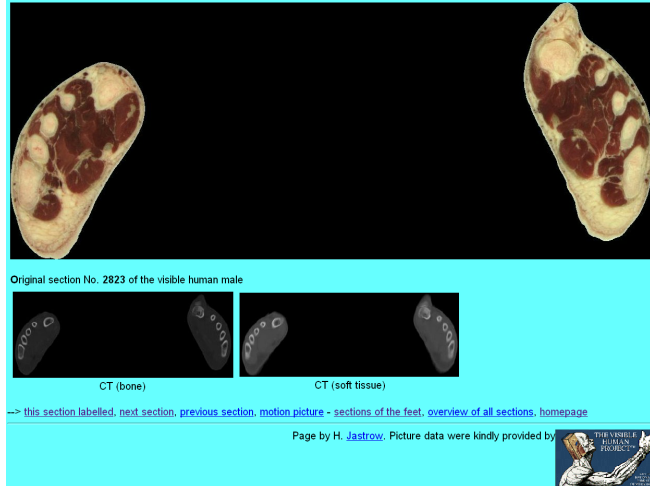 Original section No. 2823 of the visible human male
CT (bone) CT (soft tissue)
--> this section labelled, next section, previous section, motion picture - sections of the feet, overview of all sections, homepage
Page by H. Jastrow. Picture data were kindly provided by
THE VISIBLE
HUMAN
PROJECT